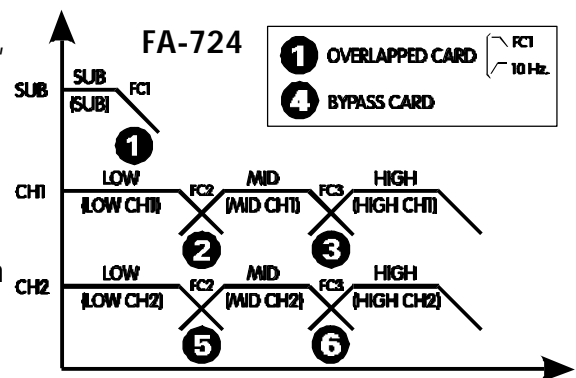 FA-724
1 OVERLAPPED CARD FC1
10 Hz.
4 BYPASS CARD
SUB SUB FC1
(SUB)
1
CH1 LOW FC2 MID FC3 HIGH
(LOW CH1) (MID CH1) (HIGH CH1)
2 3
CH2 LOW FC2 MID FC3 HIGH
(LOW CH2) (MID CH2) (HIGH CH2)
5 6